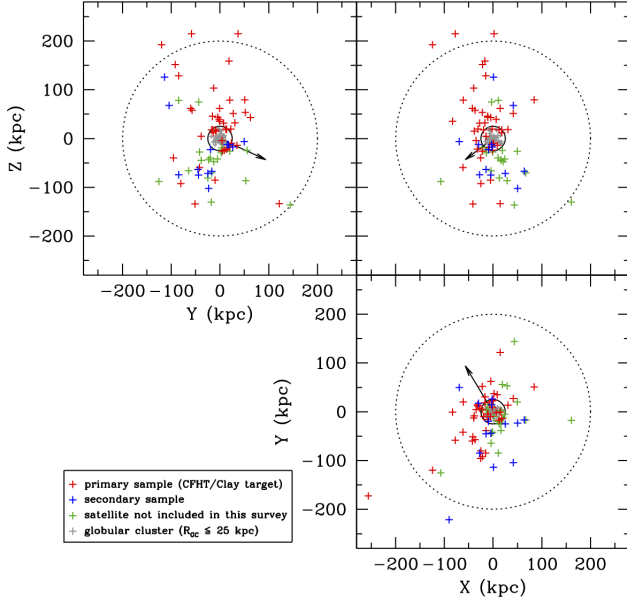 200
100
0
−100
−200
Z (kpc)
−200 −100 0 100 200
Y (kpc)
200
100
0
−100
−200
Y (kpc)
−200 −100 0 100 200
X (kpc)
primary sample (CFHT/Clay target)
secondary sample
satellite not included in this survey
globular cluster (R_GC ≤ 25 kpc)